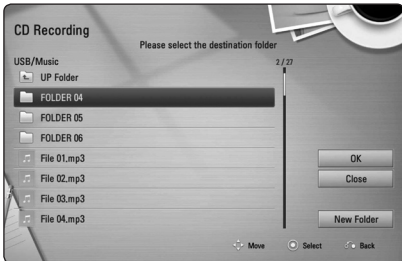 CD Recording
Please select the destination folder
USB/Music
2 / 27
UP Folder
FOLDER 04
FOLDER 05
FOLDER 06
File 01.mp3
File 02.mp3
File 03.mp3
File 04.mp3
OK
Close
New Folder
Move
Select
Back